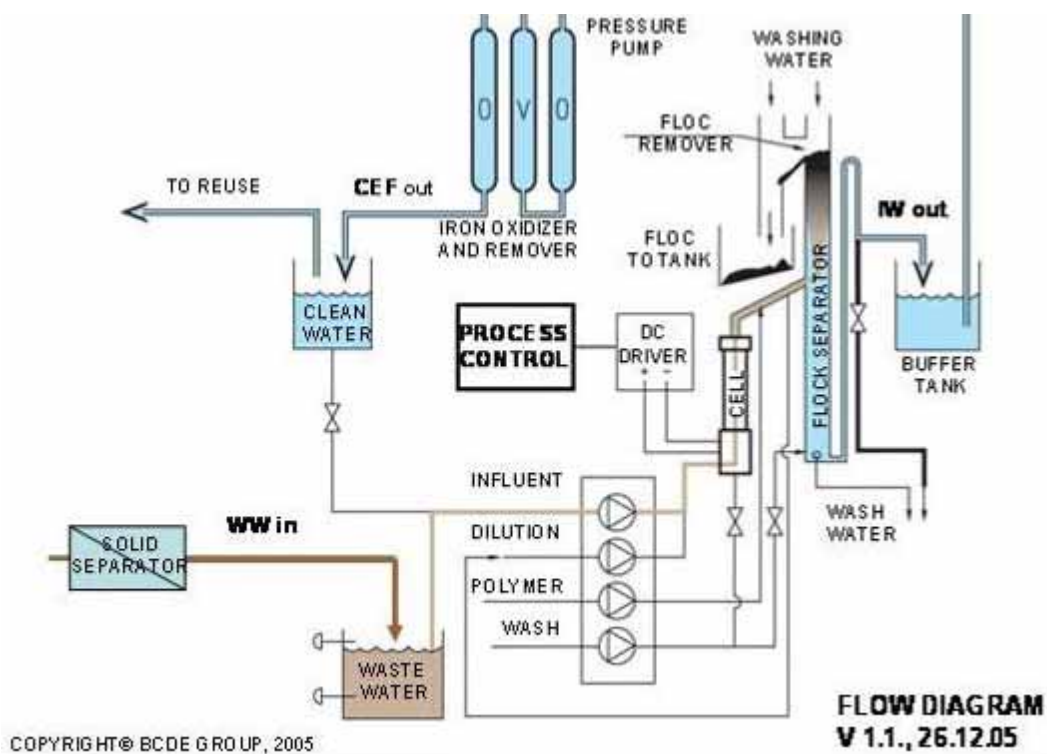 PRESSURE
PUMP
WASHING
WATER
FLOC
REMOVER
O V O
TO REUSE
CEF out
IW out
IRON OXIDIZER
AND REMOVER
FLOC
TO TANK
CLEAN
WATER
PROCESS
CONTROL
DC
DRIVER
+ -
CELL
FLOCK SEPARATOR
BUFFER
TANK
INFLUENT
WASH
WATER
WW in
DILUTION
SOLID
SEPARATOR
POLYMER
WASH
WASTE
WATER
FLOW DIAGRAM
V 1.1., 26.12.05
COPYRIGHT© BCDE GROUP, 2005